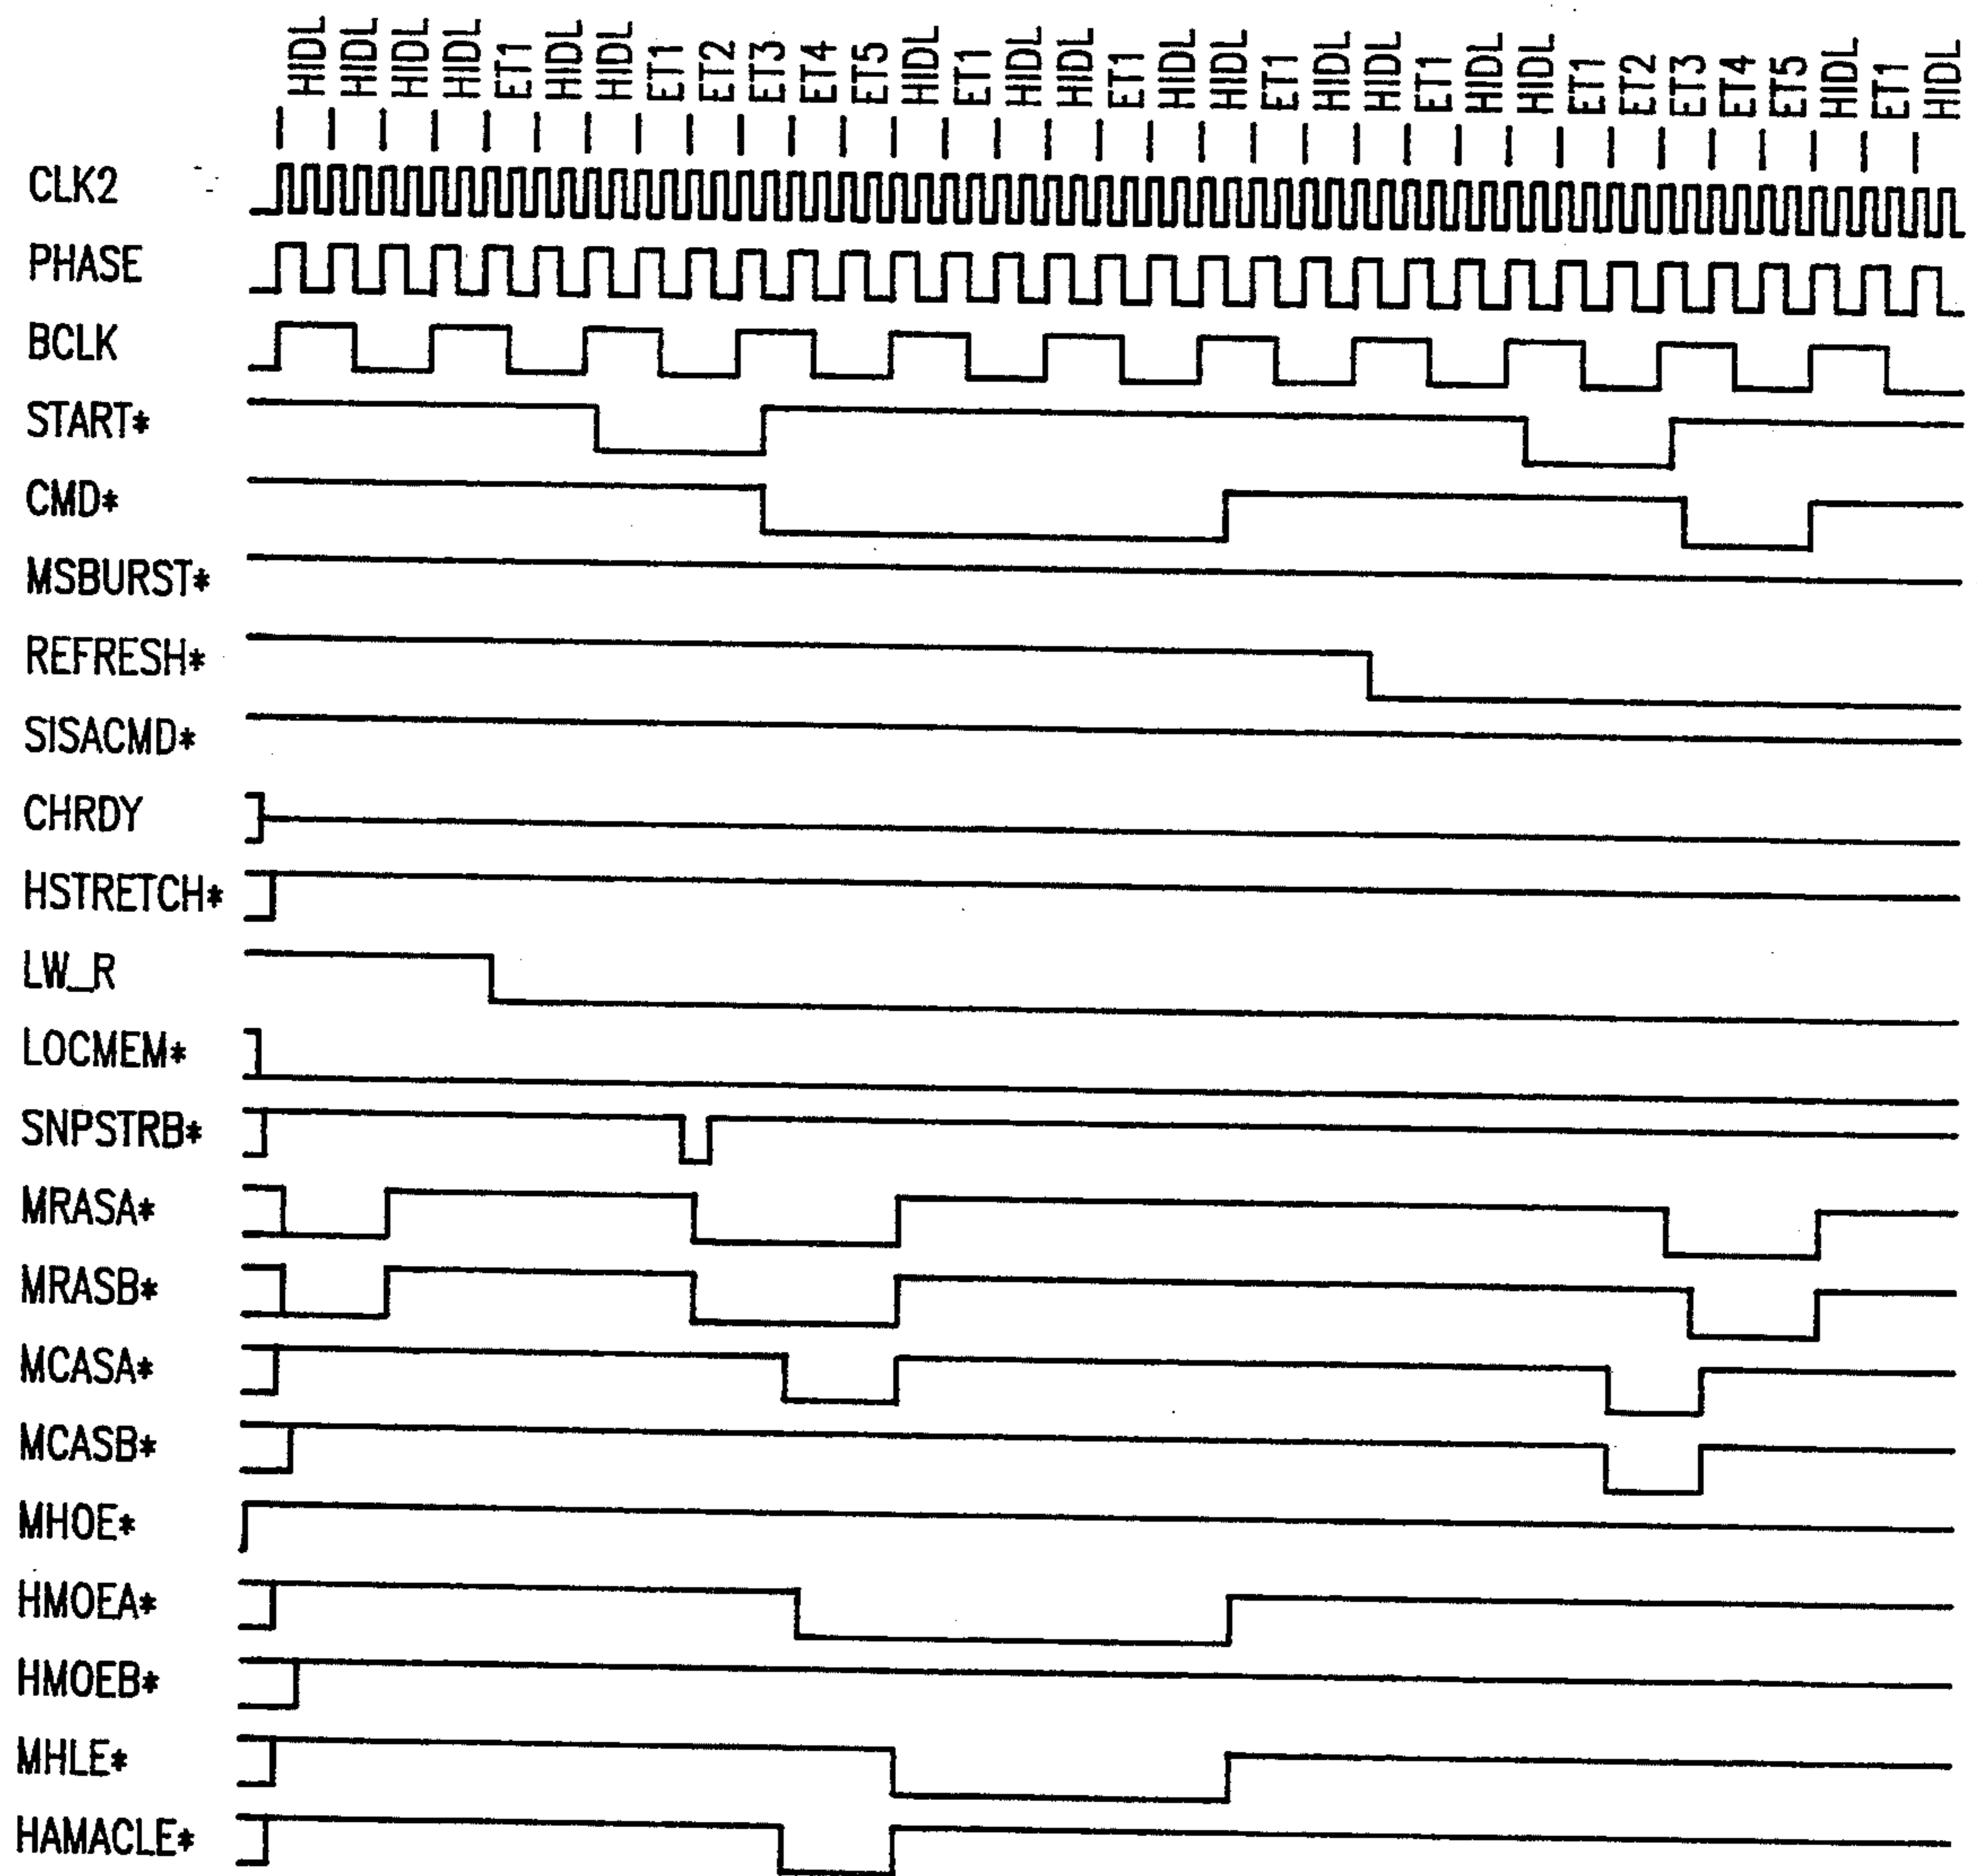 HIDL HIDL HIDL HIDL ET1 HIDL HIDL ET1 ET2 ET3 ET4 ET5 HIDL ET1 HIDL HIDL ET1 HIDL HIDL ET1 HIDL HIDL ET1 HIDL HIDL ET1 ET2 ET3 ET4 ET5 HIDL ET1 HIDL
CLK2
PHASE
BCLK
START*
CMD*
MSBURST*
REFRESH*
SISACMD*
CHRDY
HSTRETCH*
LW_R
LOCMEM*
SNPSTRB*
MRASA*
MRASB*
MCASA*
MCASB*
MHOE*
HMOEA*
HMOEB*
MHLE*
HAMACLE*